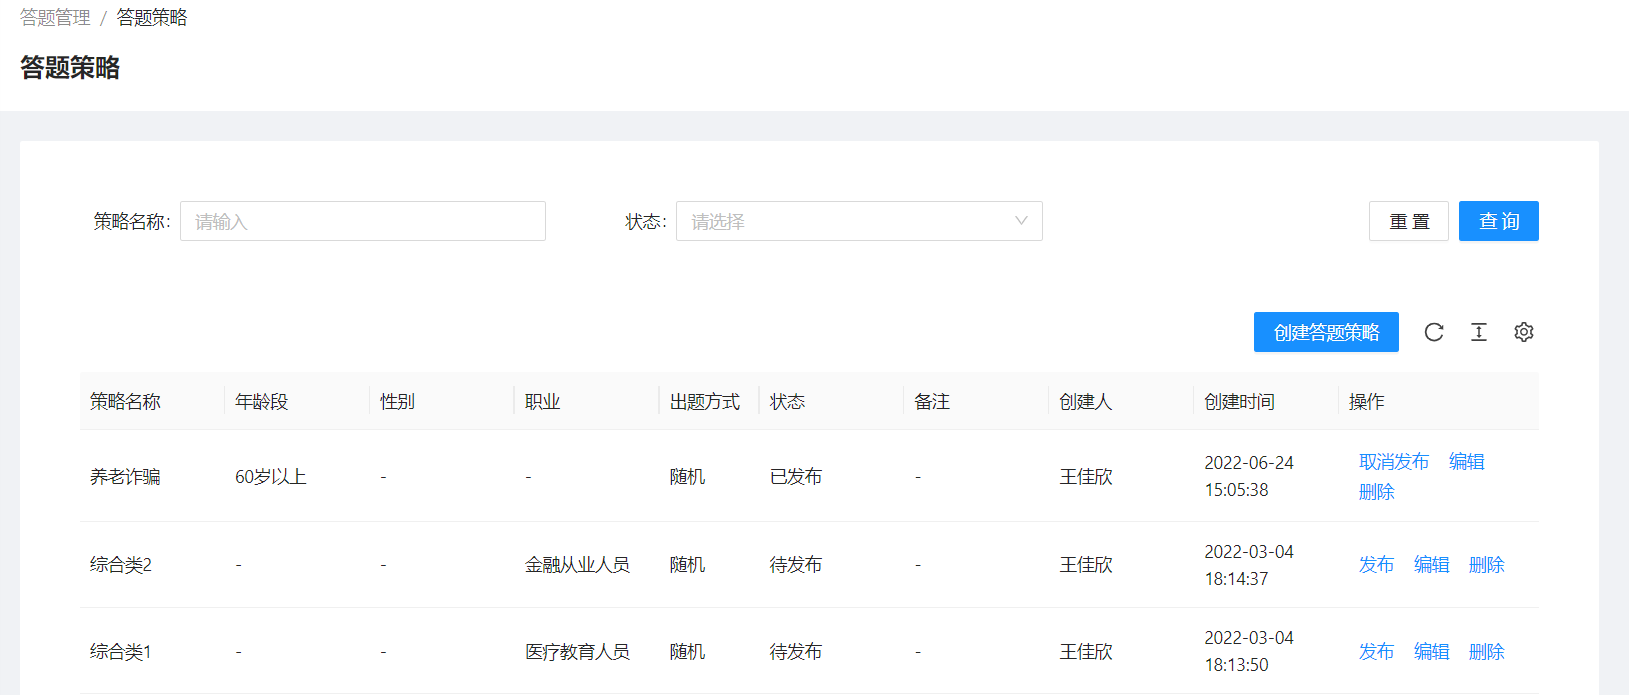 答题管理 / 答题策略
答题策略
策略名称: 请输入 状态: 请选择 重 置 查 询
创建答题策略
策略名称 年龄段 性别 职业 出题方式 状态 备注 创建人 创建时间 操作
养老诈骗 60岁以上 - - 随机 已发布 - 王佳欣 2022-06-24 15:05:38 取消发布 编辑 删除
综合类2 - - 金融从业人员 随机 待发布 - 王佳欣 2022-03-04 18:14:37 发布 编辑 删除
综合类1 - - 医疗教育人员 随机 待发布 - 王佳欣 2022-03-04 18:13:50 发布 编辑 删除